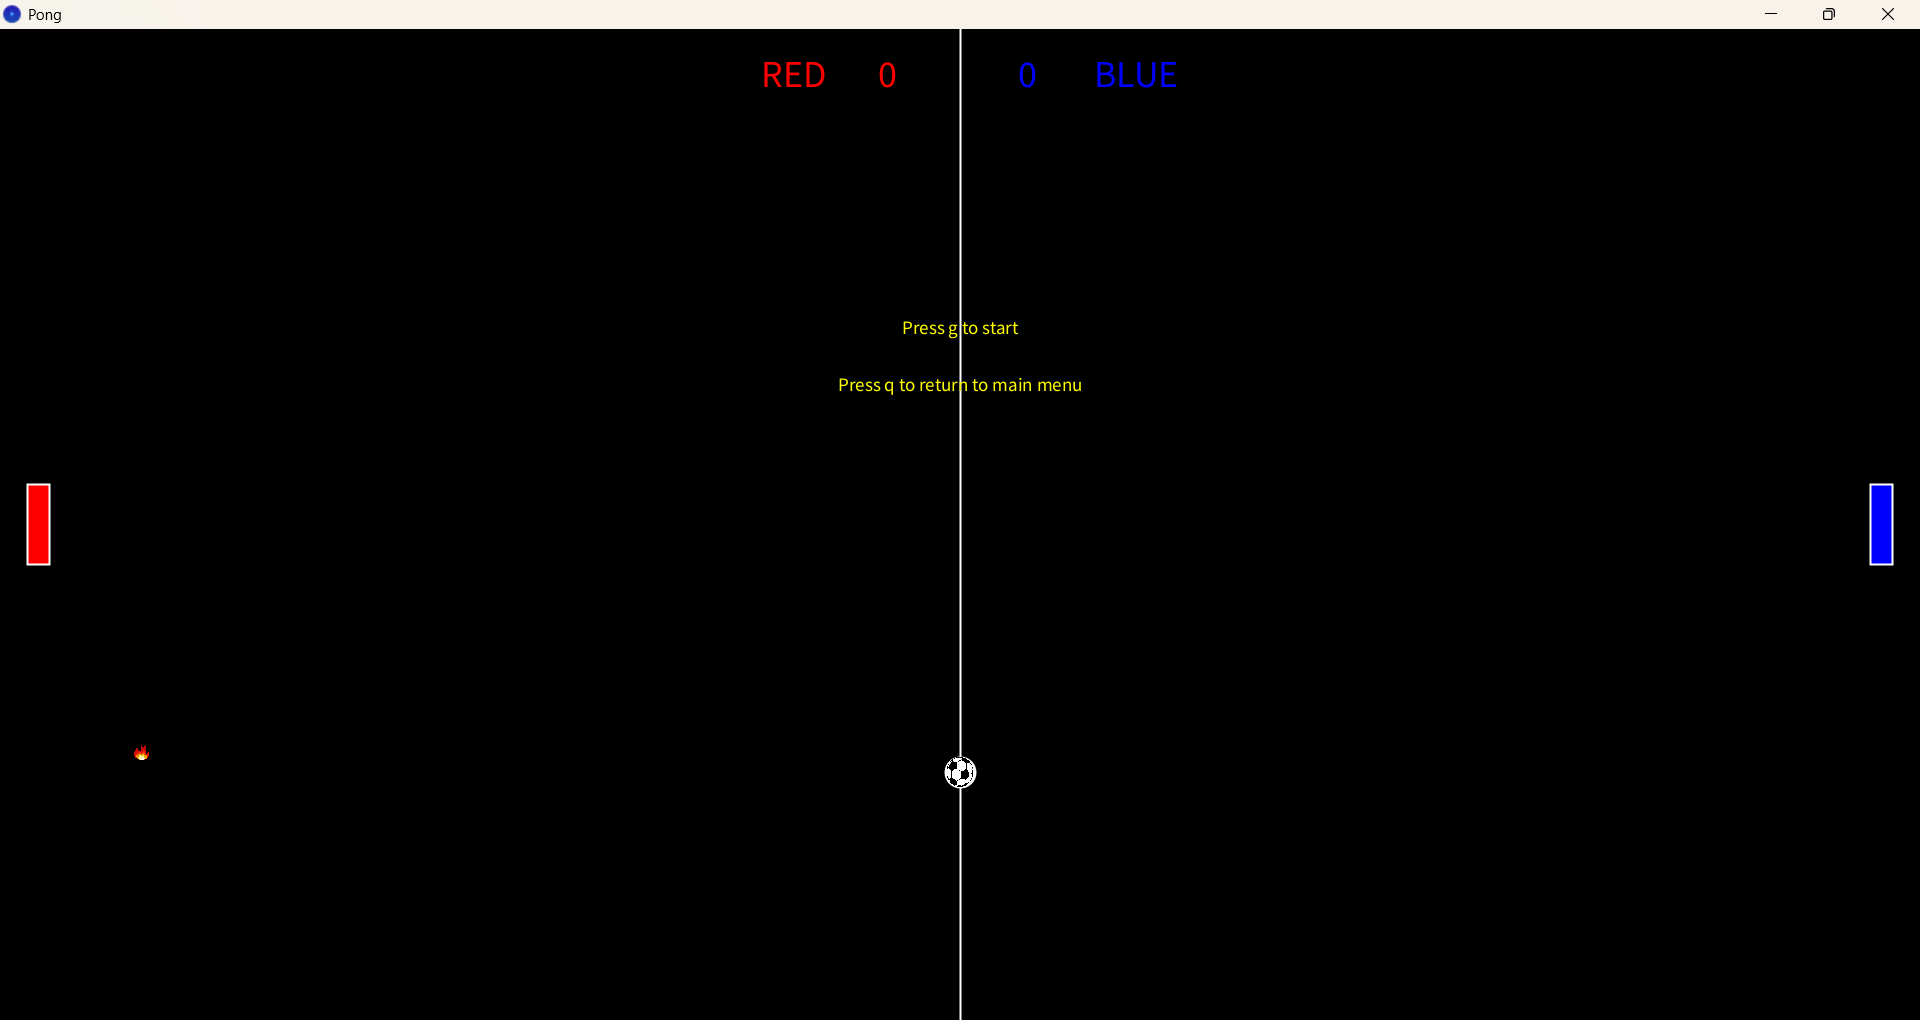 Pong
RED 0 0 BLUE
Press g to start
Press q to return to main menu